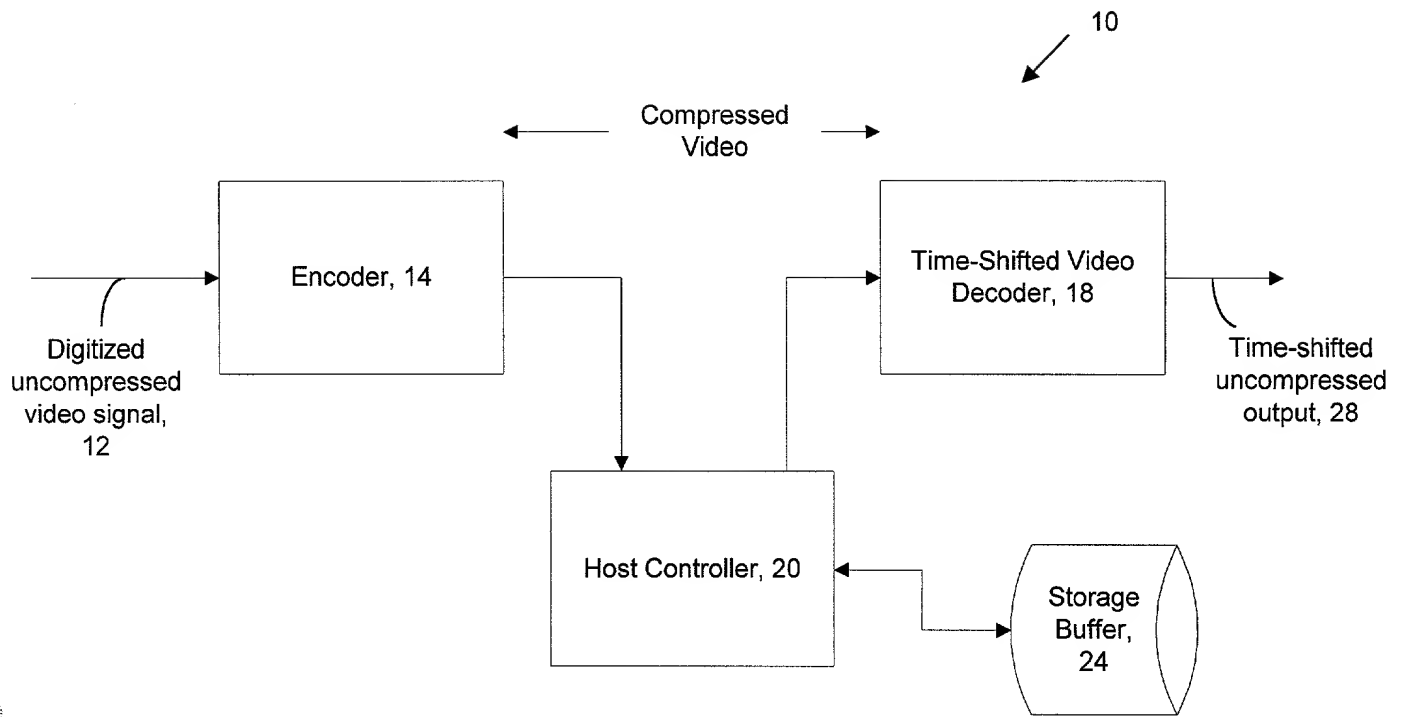 10
Compressed
Video
Encoder, 14
Time-Shifted Video
Decoder, 18
Digitized
uncompressed
video signal,
12
Time-shifted
uncompressed
output, 28
Host Controller, 20
Storage
Buffer,
24